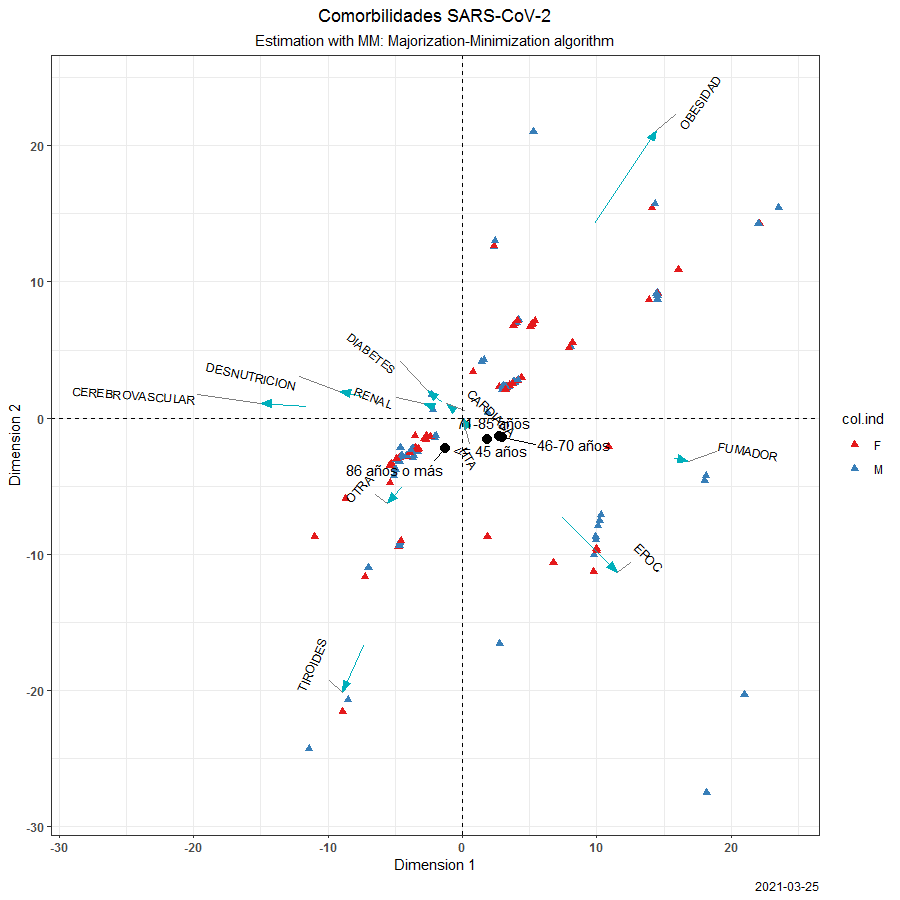 Comorbilidades SARS-CoV-2
Estimation with MM: Majorization-Minimization algorithm
OBESIDAD
DIABETES
DESNUTRICION
CEREBROVASCULAR
RENAL
CARDIACA
71-85 años
45 años
46-70 años
HTA
86 años o más
OTRA
FUMADOR
EPOC
TIROIDES
20
10
0
-10
-20
-30
Dimension 2
-30
-20
-10
0
10
20
Dimension 1
col.ind
F
M
2021-03-25